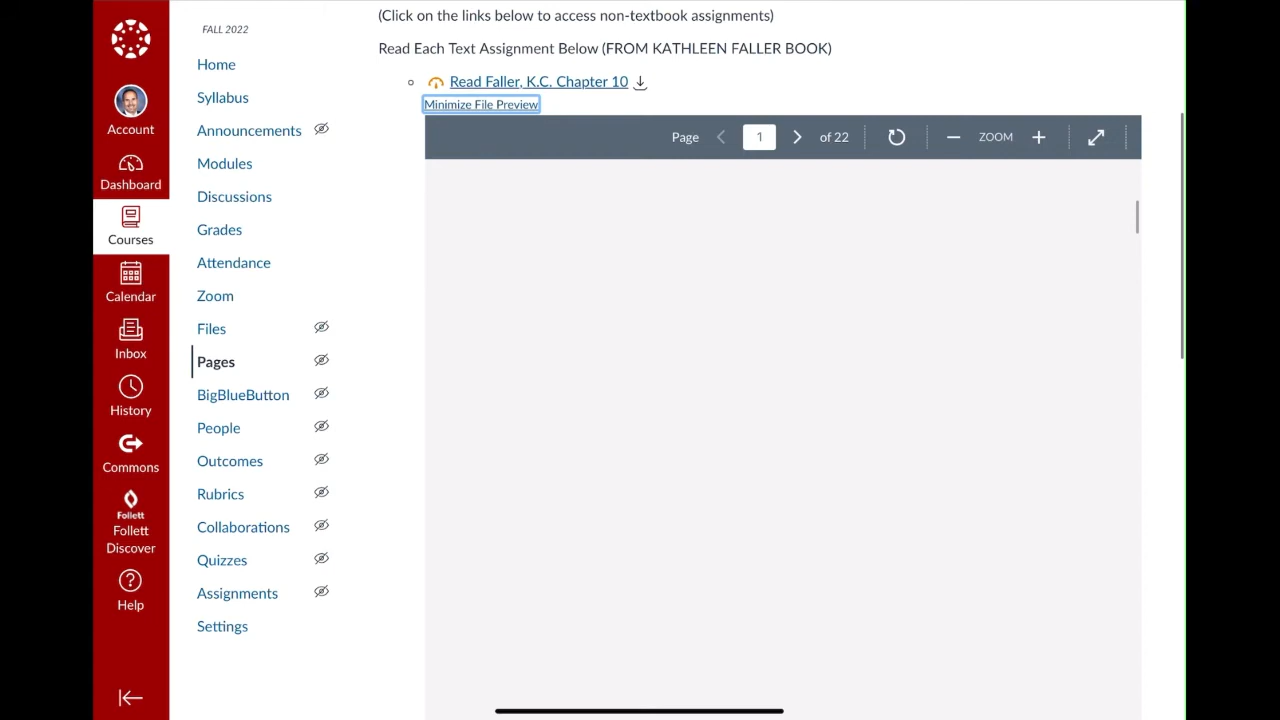 Account
Dashboard
Courses
Calendar
Inbox
History
Commons
Follett
Follett
Discover
Help
FALL 2022
Home
Syllabus
Announcements
Modules
Discussions
Grades
Attendance
Zoom
Files
Pages
BigBlueButton
People
Outcomes
Rubrics
Collaborations
Quizzes
Assignments
Settings
(Click on the links below to access non-textbook assignments)
Read Each Text Assignment Below (FROM KATHLEEN FALLER BOOK)
Read Faller, K.C. Chapter 10
Minimize File Preview
Page 1 of 22 ZOOM